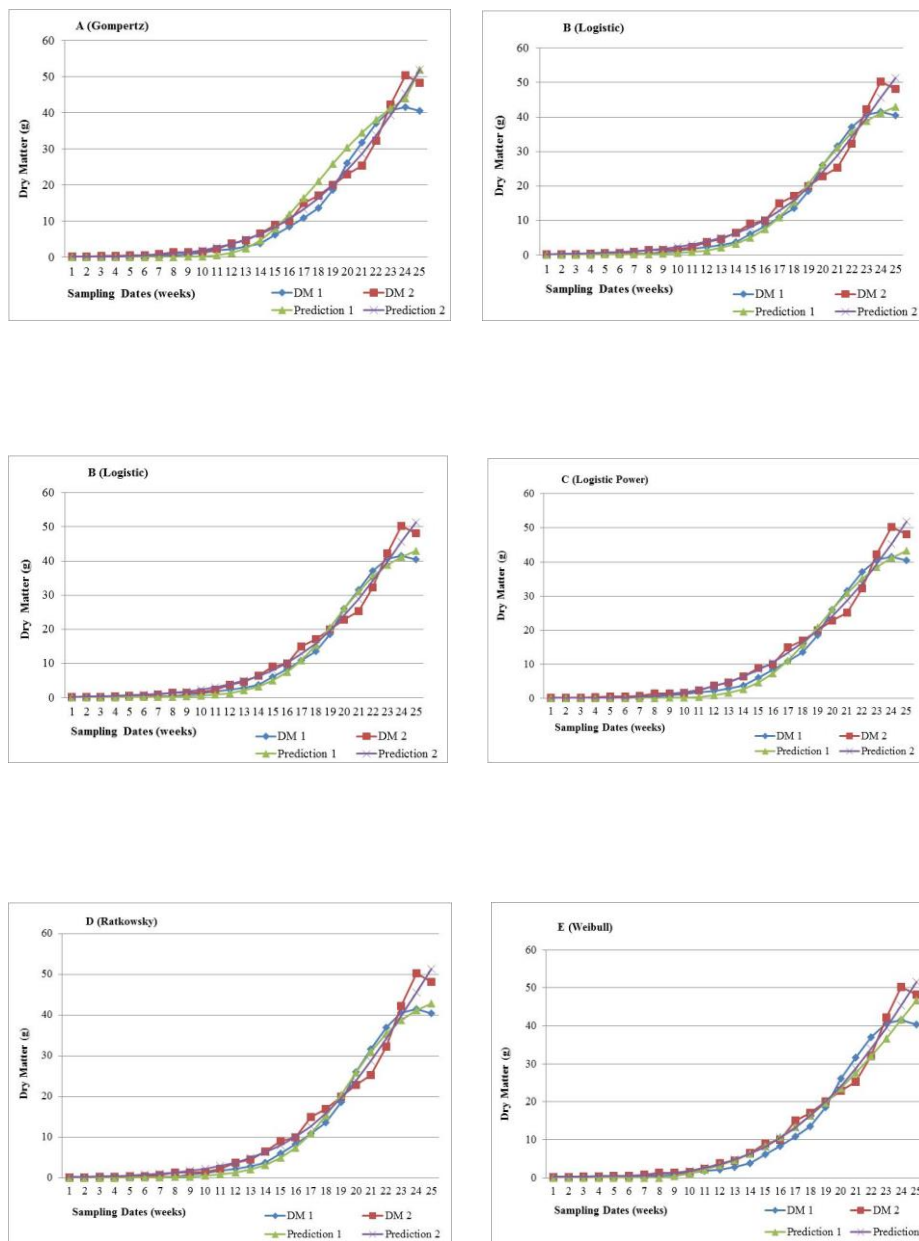 A (Gompertz)
60
50
40
30
20
10
0
Dry Matter (g)
1 2 3 4 5 6 7 8 9 10 11 12 13 14 15 16 17 18 19 20 21 22 23 24 25
Sampling Dates (weeks)
DM 1 DM 2
Prediction 1 Prediction 2
B (Logistic)
60
50
40
30
20
10
0
Dry Matter (g)
1 2 3 4 5 6 7 8 9 10 11 12 13 14 15 16 17 18 19 20 21 22 23 24 25
Sampling Dates (weeks)
DM 1 DM 2
Prediction 1 Prediction 2
B (Logistic)
60
50
40
30
20
10
0
Dry Matter (g)
1 2 3 4 5 6 7 8 9 10 11 12 13 14 15 16 17 18 19 20 21 22 23 24 25
Sampling Dates (weeks)
DM 1 DM 2
Prediction 1 Prediction 2
C (Logistic Power)
60
50
40
30
20
10
0
Dry Matter (g)
1 2 3 4 5 6 7 8 9 10 11 12 13 14 15 16 17 18 19 20 21 22 23 24 25
Sampling Dates (weeks)
DM 1 DM 2
Prediction 1 Prediction 2
D (Ratkowsky)
60
50
40
30
20
10
0
Dry Matter (g)
1 2 3 4 5 6 7 8 9 10 11 12 13 14 15 16 17 18 19 20 21 22 23 24 25
Sampling Dates (weeks)
DM 1 DM 2
Prediction 1 Prediction 2
E (Weibull)
60
50
40
30
20
10
0
Dry Matter (g)
1 2 3 4 5 6 7 8 9 10 11 12 13 14 15 16 17 18 19 20 21 22 23 24 25
Sampling Dates (weeks)
DM 1 DM 2
Prediction 1 Prediction